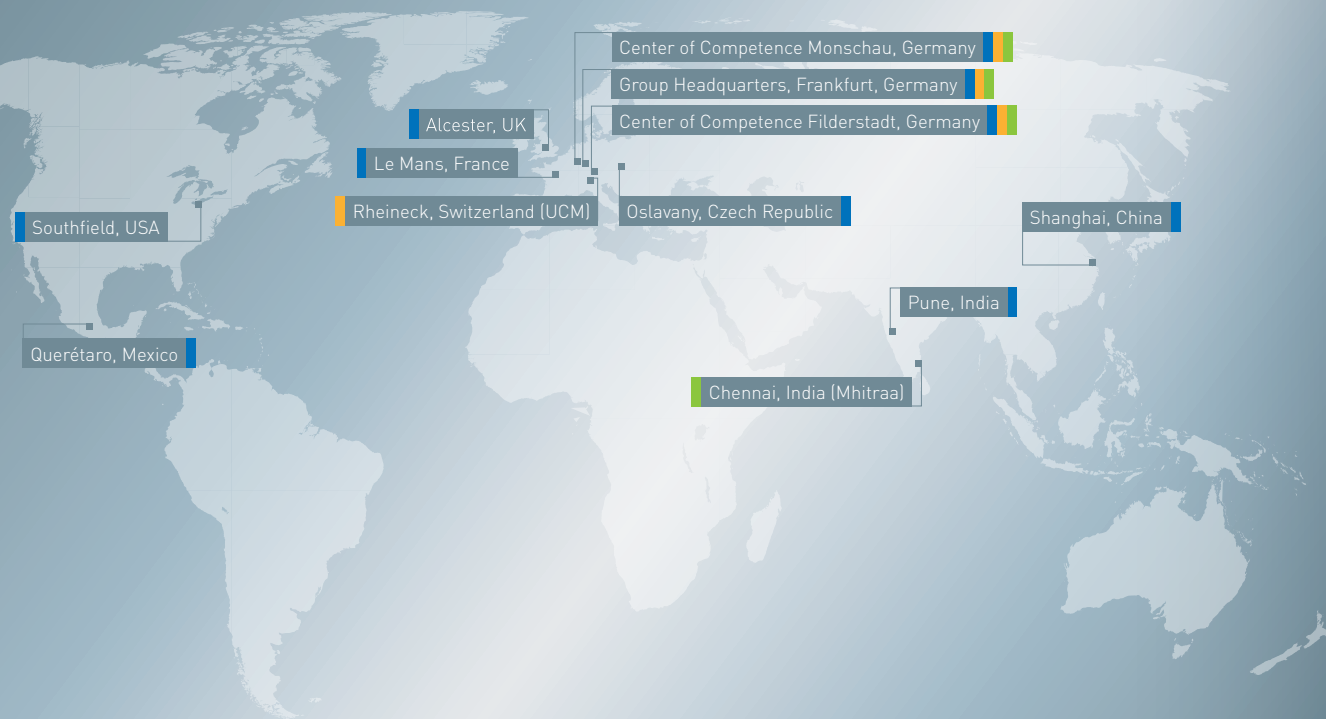 Center of Competence Monschau, Germany
Group Headquarters, Frankfurt, Germany
Center of Competence Filderstadt, Germany
Alcester, UK
Le Mans, France
Rheineck, Switzerland (UCM)
Oslavany, Czech Republic
Southfield, USA
Shanghai, China
Pune, India
Querétaro, Mexico
Chennai, India (Mhitraa)